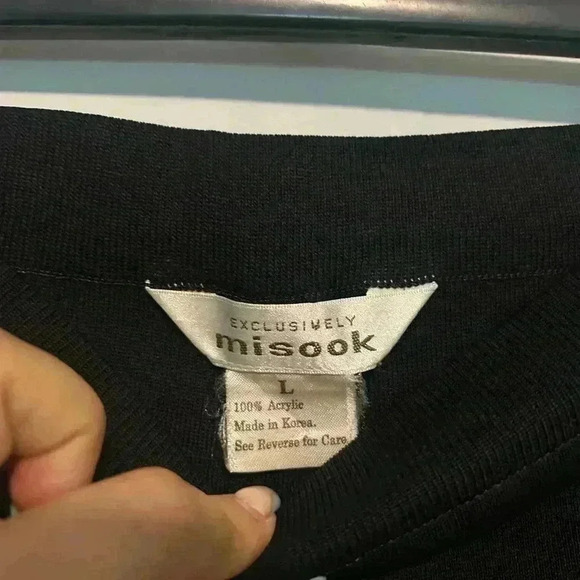 EXCLUSIVELY
misook
L
100% Acrylic
Made in Korea.
See Reverse for Care